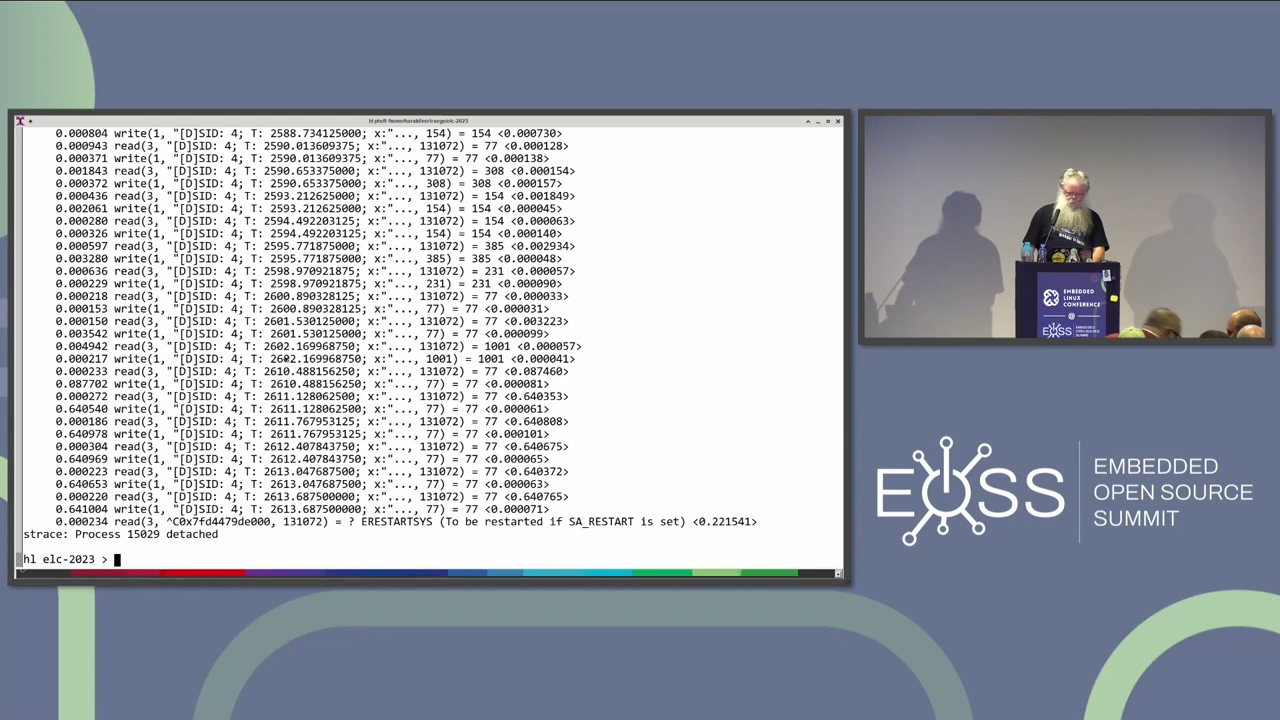 0.000804 write(1, "[D]SID: 4; T: 2588.734125000; x:"..., 154) = 154 <0.000730>
0.000943 read(3, "[D]SID: 4; T: 2590.013609375; x:"..., 131072) = 77 <0.000128>
0.000371 write(1, "[D]SID: 4; T: 2590.013609375; x:"..., 77) = 77 <0.000138>
0.001843 read(3, "[D]SID: 4; T: 2590.653375000; x:"..., 131072) = 308 <0.000154>
0.000372 write(1, "[D]SID: 4; T: 2590.653375000; x:"..., 308) = 308 <0.000157>
0.000436 read(3, "[D]SID: 4; T: 2593.212625000; x:"..., 131072) = 154 <0.001849>
0.002061 write(1, "[D]SID: 4; T: 2593.212625000; x:"..., 154) = 154 <0.000045>
0.000280 read(3, "[D]SID: 4; T: 2594.492203125; x:"..., 131072) = 154 <0.000063>
0.000326 write(1, "[D]SID: 4; T: 2594.492203125; x:"..., 154) = 154 <0.000140>
0.000597 read(3, "[D]SID: 4; T: 2595.771875000; x:"..., 131072) = 385 <0.002934>
0.003280 write(1, "[D]SID: 4; T: 2595.771875000; x:"..., 385) = 385 <0.000048>
0.000636 read(3, "[D]SID: 4; T: 2598.970921875; x:"..., 131072) = 231 <0.000057>
0.000229 write(1, "[D]SID: 4; T: 2598.970921875; x:"..., 231) = 231 <0.000090>
0.000218 read(3, "[D]SID: 4; T: 2600.890328125; x:"..., 131072) = 77 <0.000033>
0.000153 write(1, "[D]SID: 4; T: 2600.890328125; x:"..., 77) = 77 <0.000031>
0.000150 read(3, "[D]SID: 4; T: 2601.530125000; x:"..., 131072) = 77 <0.003223>
0.003542 write(1, "[D]SID: 4; T: 2601.530125000; x:"..., 77) = 77 <0.000099>
0.004942 read(3, "[D]SID: 4; T: 2602.169968750; x:"..., 131072) = 1001 <0.000057>
0.000217 write(1, "[D]SID: 4; T: 2602.169968750; x:"..., 1001) = 1001 <0.000041>
0.000233 read(3, "[D]SID: 4; T: 2610.488156250; x:"..., 131072) = 77 <0.087460>
0.087702 write(1, "[D]SID: 4; T: 2610.488156250; x:"..., 77) = 77 <0.000081>
0.000272 read(3, "[D]SID: 4; T: 2611.128062500; x:"..., 131072) = 77 <0.640353>
0.640540 write(1, "[D]SID: 4; T: 2611.128062500; x:"..., 77) = 77 <0.000061>
0.000186 read(3, "[D]SID: 4; T: 2611.767953125; x:"..., 131072) = 77 <0.640808>
0.640978 write(1, "[D]SID: 4; T: 2611.767953125; x:"..., 77) = 77 <0.000101>
0.000304 read(3, "[D]SID: 4; T: 2612.407843750; x:"..., 131072) = 77 <0.640675>
0.640969 write(1, "[D]SID: 4; T: 2612.407843750; x:"..., 77) = 77 <0.000065>
0.000223 read(3, "[D]SID: 4; T: 2613.047687500; x:"..., 131072) = 77 <0.640372>
0.640653 write(1, "[D]SID: 4; T: 2613.047687500; x:"..., 77) = 77 <0.000063>
0.000220 read(3, "[D]SID: 4; T: 2613.687500000; x:"..., 131072) = 77 <0.640765>
0.641004 write(1, "[D]SID: 4; T: 2613.687500000; x:"..., 77) = 77 <0.000071>
0.000234 read(3, ^C0x7fd4479de000, 131072) = ? ERESTARTSYS (To be restarted if SA_RESTART is set) <0.221541>
strace: Process 15029 detached
hl elc-2023 >
EMBEDDED
LINUX
CONFERENCE
@
EOSS
EMBEDDED
OPEN SOURCE
SUMMIT
EOSS
EMBEDDED
OPEN SOURCE
SUMMIT